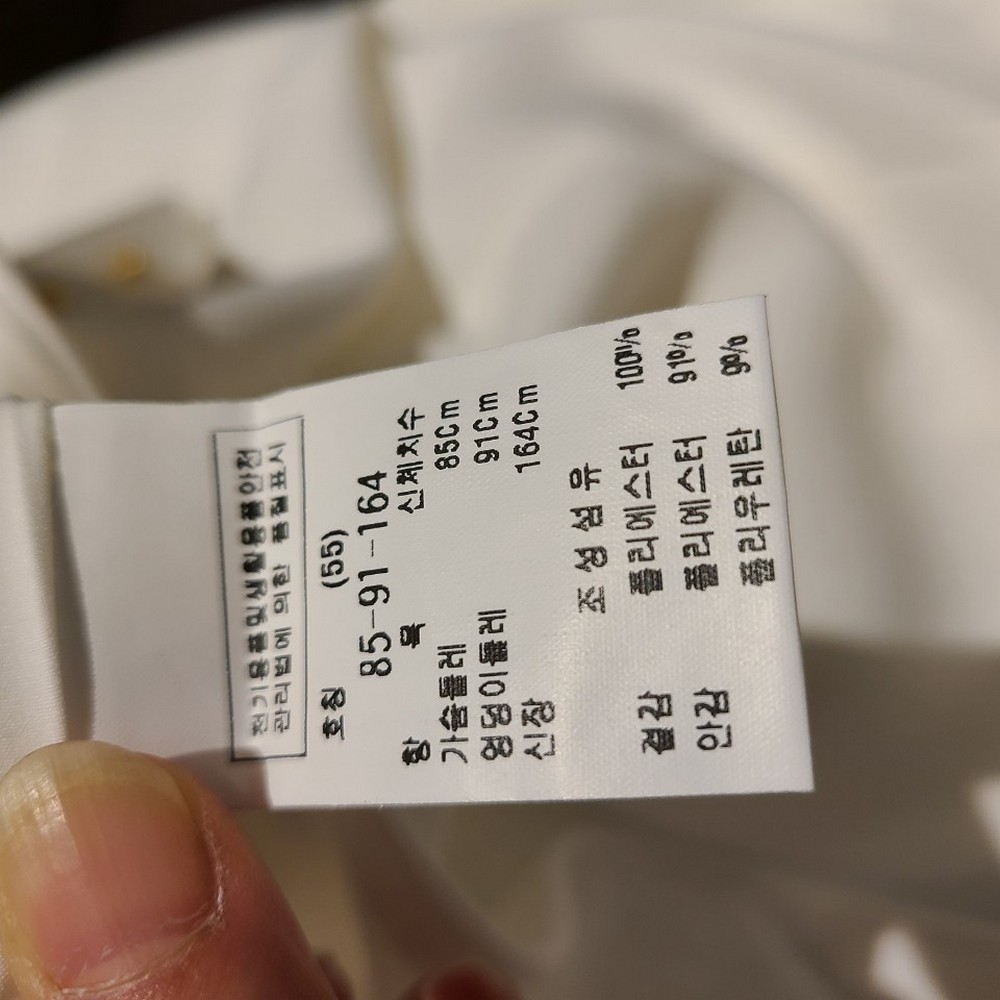 전기용품및생활용품안전
관리법에 의한 품질표시
호칭 (55)
85-91-164
항 목 신체치수
가슴둘레 85Cm
엉덩이둘레 91Cm
신장 164Cm
조 성 섬 유
겉감 폴리에스터 100%
안감 폴리에스터 91%
폴리우레탄 9%